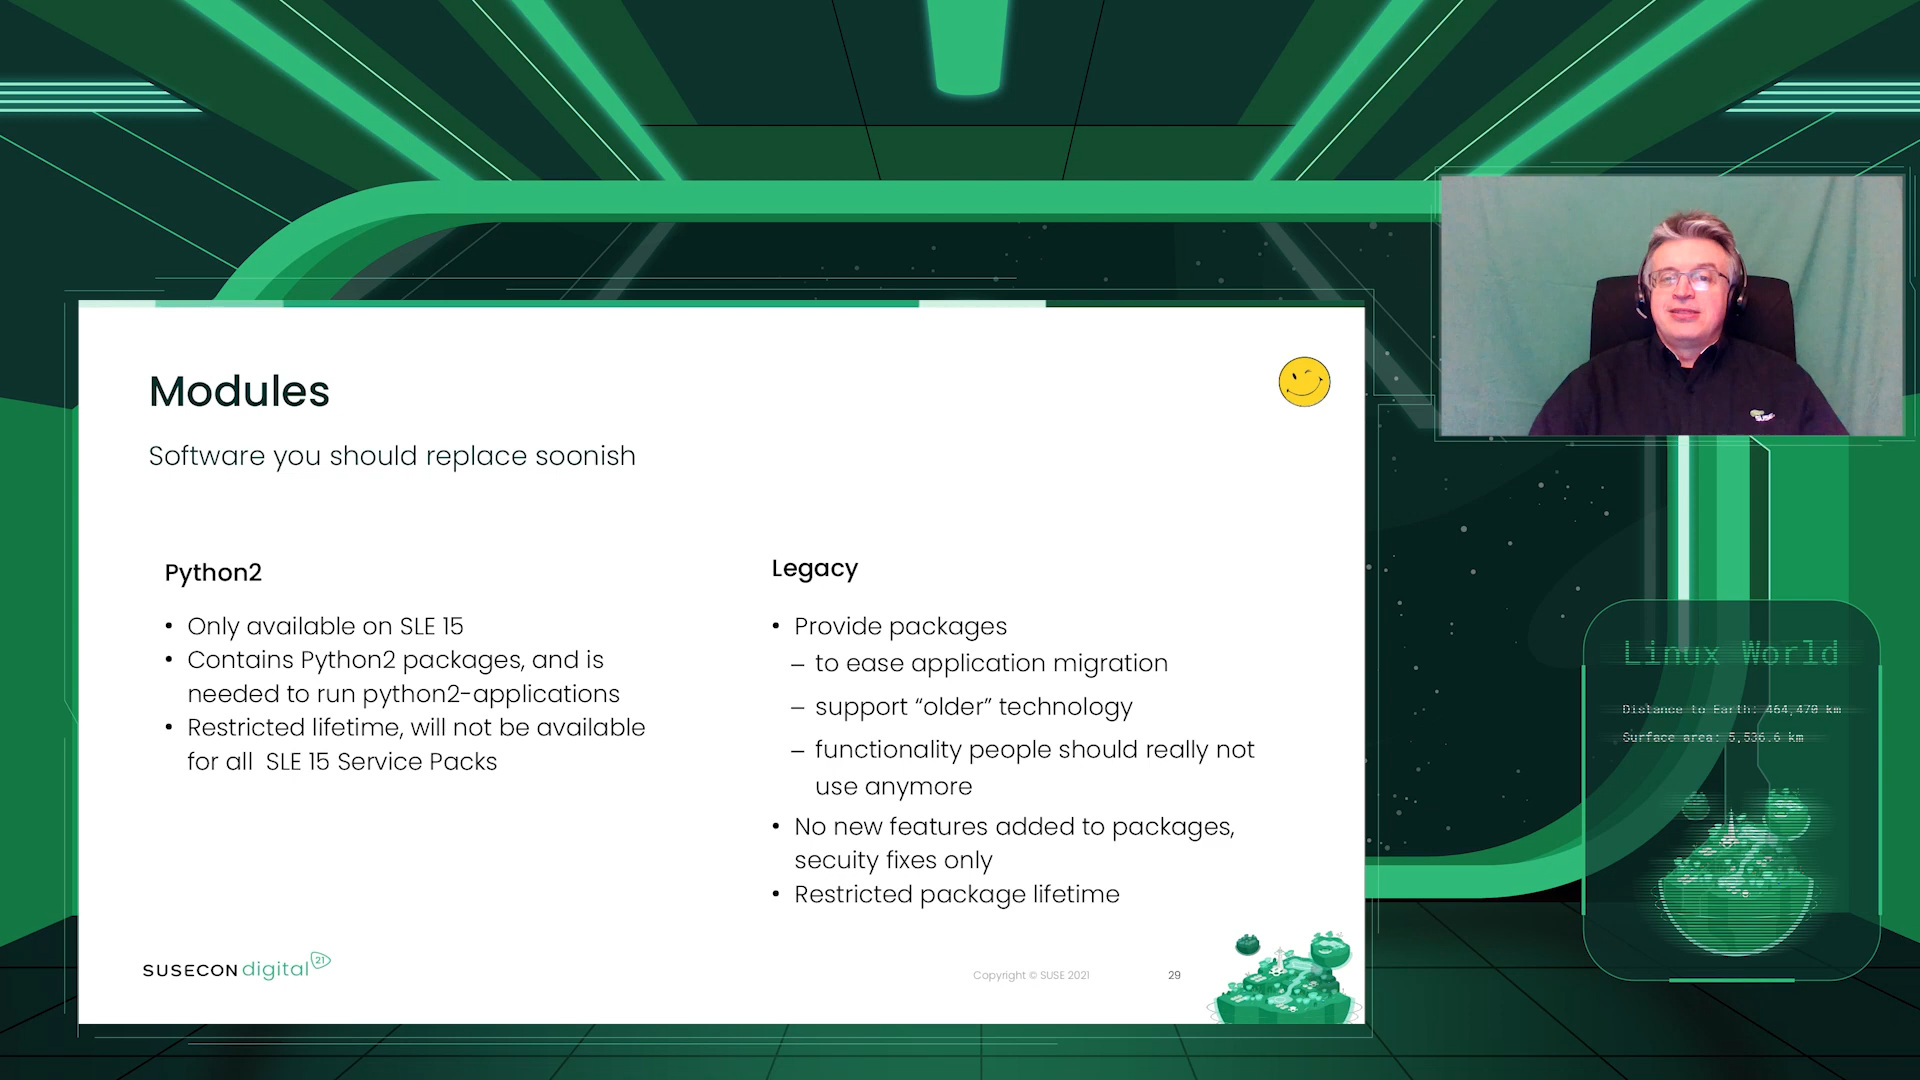 Modules
Software you should replace soonish
Python2
• Only available on SLE 15
• Contains Python2 packages, and is
needed to run python2-applications
• Restricted lifetime, will not be available
for all  SLE 15 Service Packs
Legacy
• Provide packages
– to ease application migration
– support “older” technology
– functionality people should really not
use anymore
• No new features added to packages,
secuity fixes only
• Restricted package lifetime
SUSECON digital 21
Copyright © SUSE 2021
29
SUSE
Linux World
Distance to Earth: 464,470 km
Surface area: 5,536.6 km